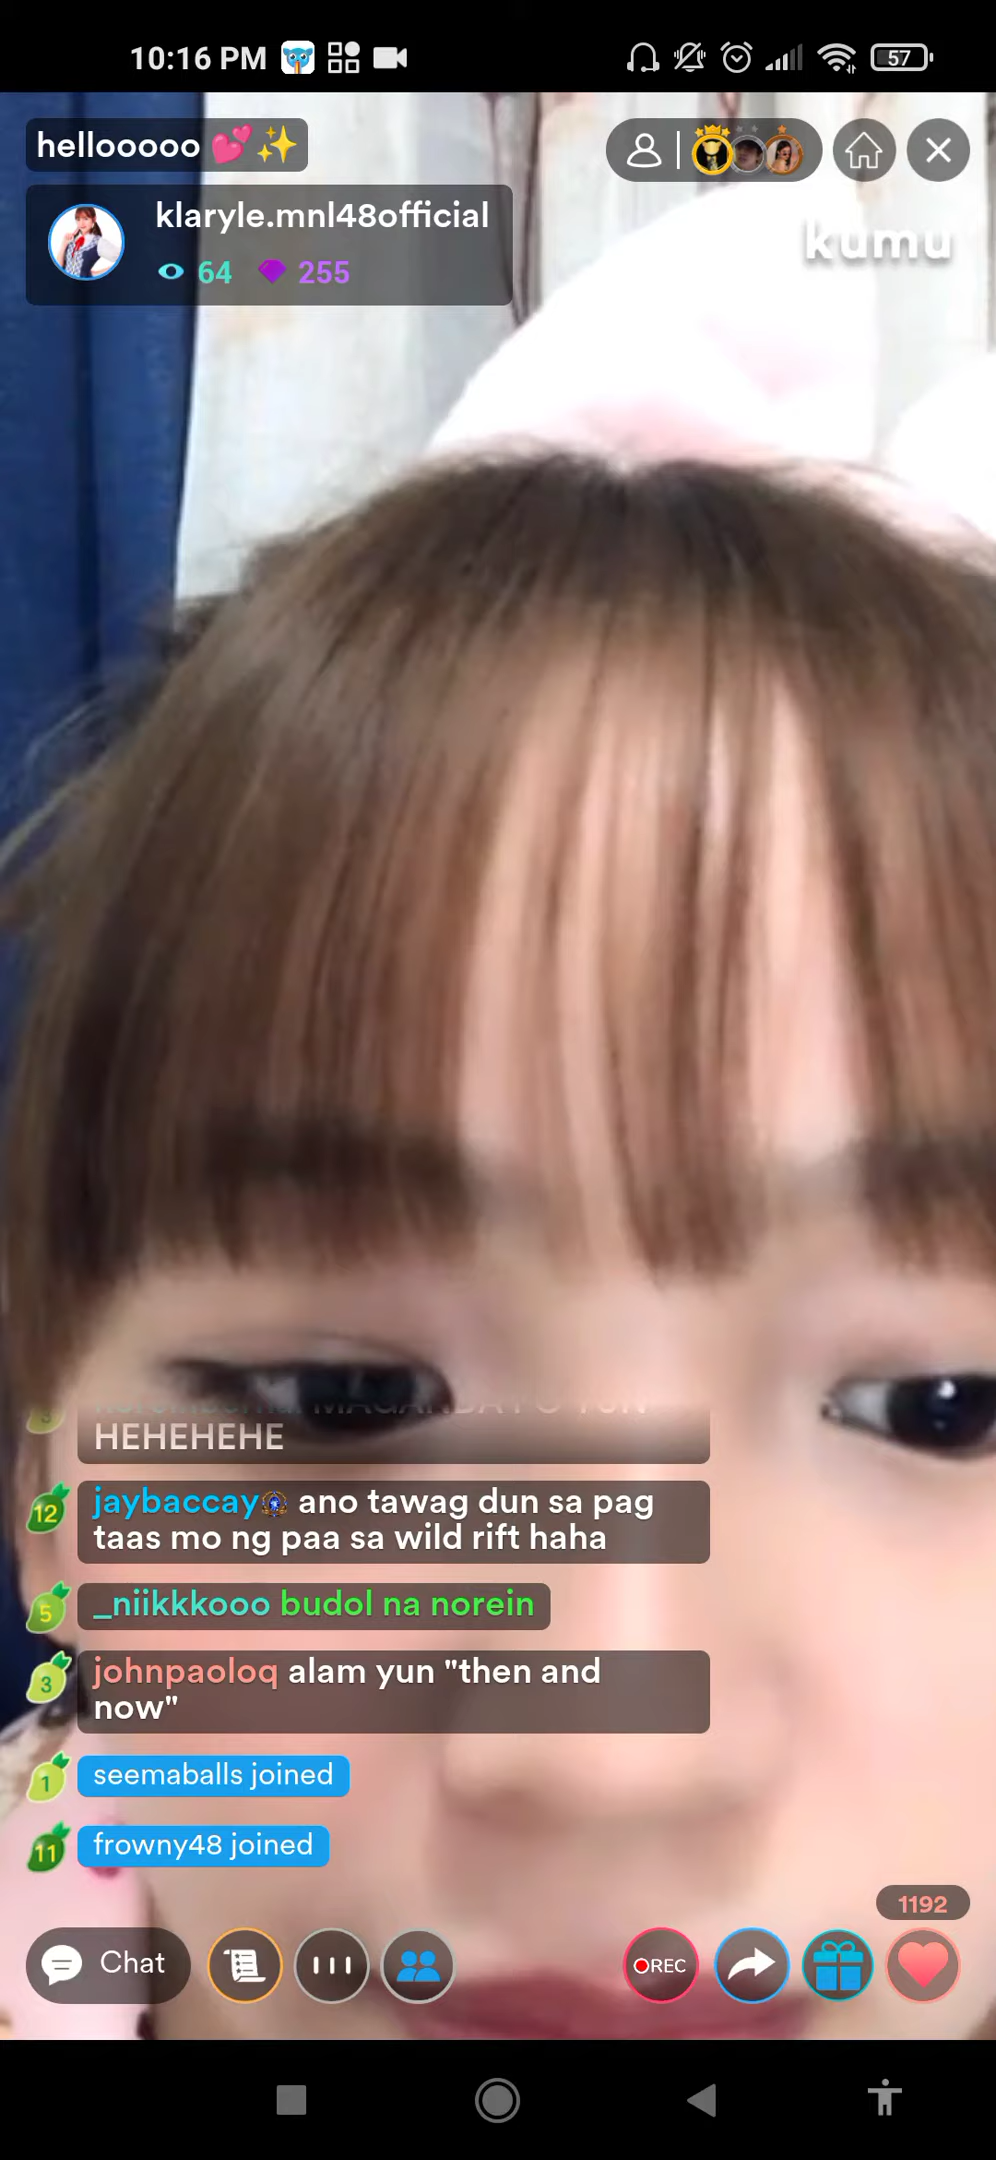 10:16 PM
57
hellooooo 💕✨
klaryle.mnl48official
64 255
kumu
HEHEHEHE
12 jaybaccay ano tawag dun sa pag
taas mo ng paa sa wild rift haha
5 _niikkkooo budol na norein
3 johnpaoloq alam yun "then and
now"
1 seemaballs joined
11 frowny48 joined
1192
Chat
REC